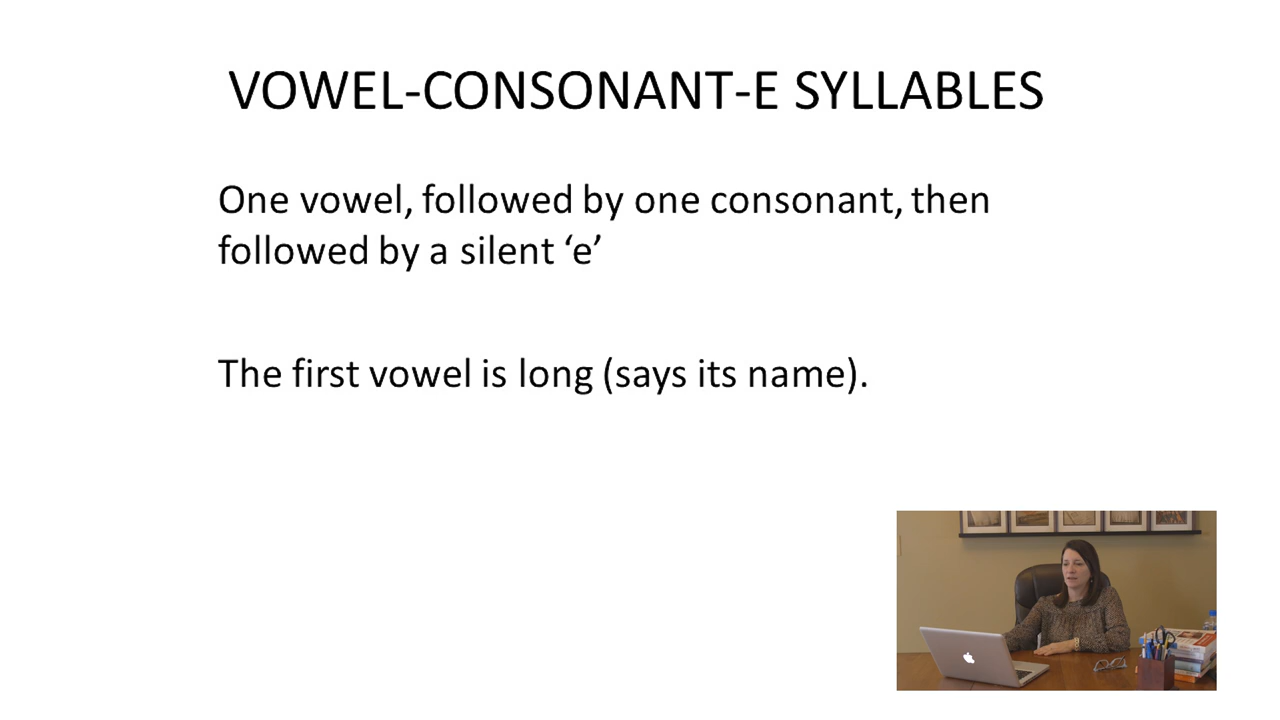 VOWEL-CONSONANT-E SYLLABLES
One vowel, followed by one consonant, then
followed by a silent ‘e’
The first vowel is long (says its name).